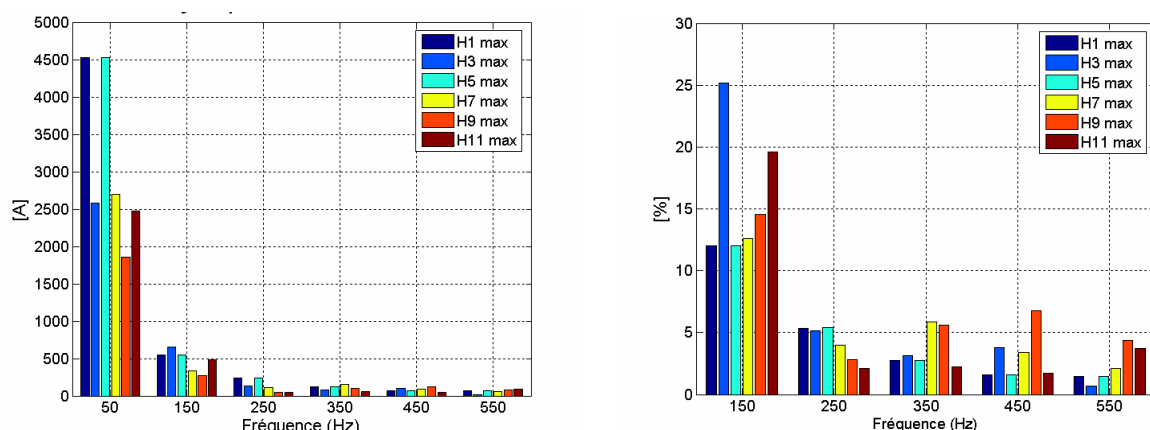 5000
4500
4000
3500
3000
2500
2000
1500
1000
500
0
[A]
H1 max
H3 max
H5 max
H7 max
H9 max
H11 max
50 150 250 350 450 550
Fréquence (Hz)
30
25
20
15
10
5
0
[%]
H1 max
H3 max
H5 max
H7 max
H9 max
H11 max
150 250 350 450 550
Fréquence (Hz)